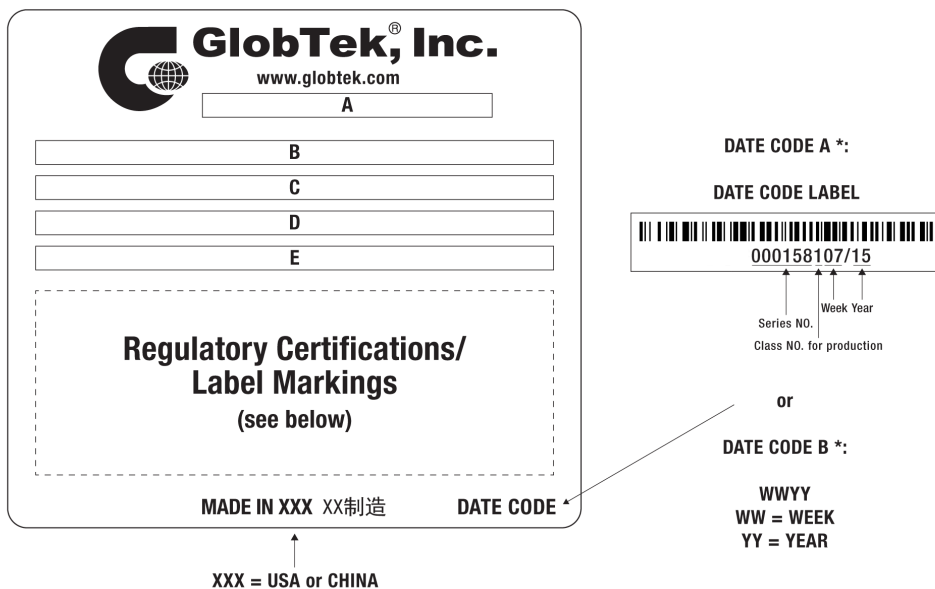 GlobTek,® Inc.
www.globtek.com
A
B
C
D
E
Regulatory Certifications/
Label Markings
(see below)
MADE IN XXX XX制造 DATE CODE
XXX = USA or CHINA
DATE CODE A *:
DATE CODE LABEL
000158107/15
Week Year
Series NO.
Class NO. for production
or
DATE CODE B *:
WWYY
WW = WEEK
YY = YEAR